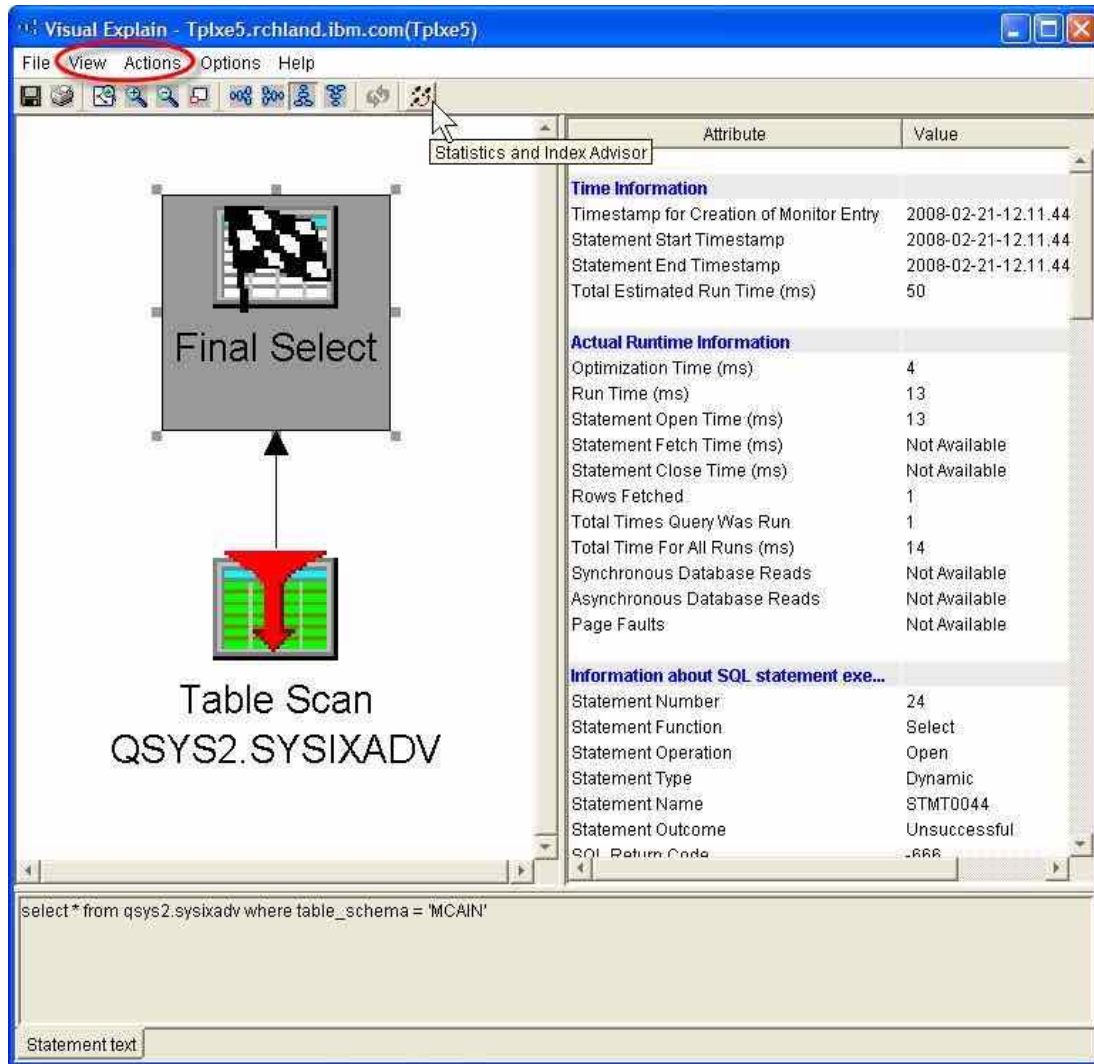 Visual Explain - Tplxe5.rchland.ibm.com(Tplxe5)
File View Actions Options Help
Statistics and Index Advisor
Final Select
Table Scan
QSYS2.SYSIXADV
Attribute Value
Time Information
Timestamp for Creation of Monitor Entry 2008-02-21-12.11.44
Statement Start Timestamp 2008-02-21-12.11.44
Statement End Timestamp 2008-02-21-12.11.44
Total Estimated Run Time (ms) 50
Actual Runtime Information
Optimization Time (ms) 4
Run Time (ms) 13
Statement Open Time (ms) 13
Statement Fetch Time (ms) Not Available
Statement Close Time (ms) Not Available
Rows Fetched 1
Total Times Query Was Run 1
Total Time For All Runs (ms) 14
Synchronous Database Reads Not Available
Asynchronous Database Reads Not Available
Page Faults Not Available
Information about SQL statement exe...
Statement Number 24
Statement Function Select
Statement Operation Open
Statement Type Dynamic
Statement Name STMT0044
Statement Outcome Unsuccessful
SQL Return Code -666
select * from qsys2.sysixadv where table_schema = 'MCAIN'
Statement text